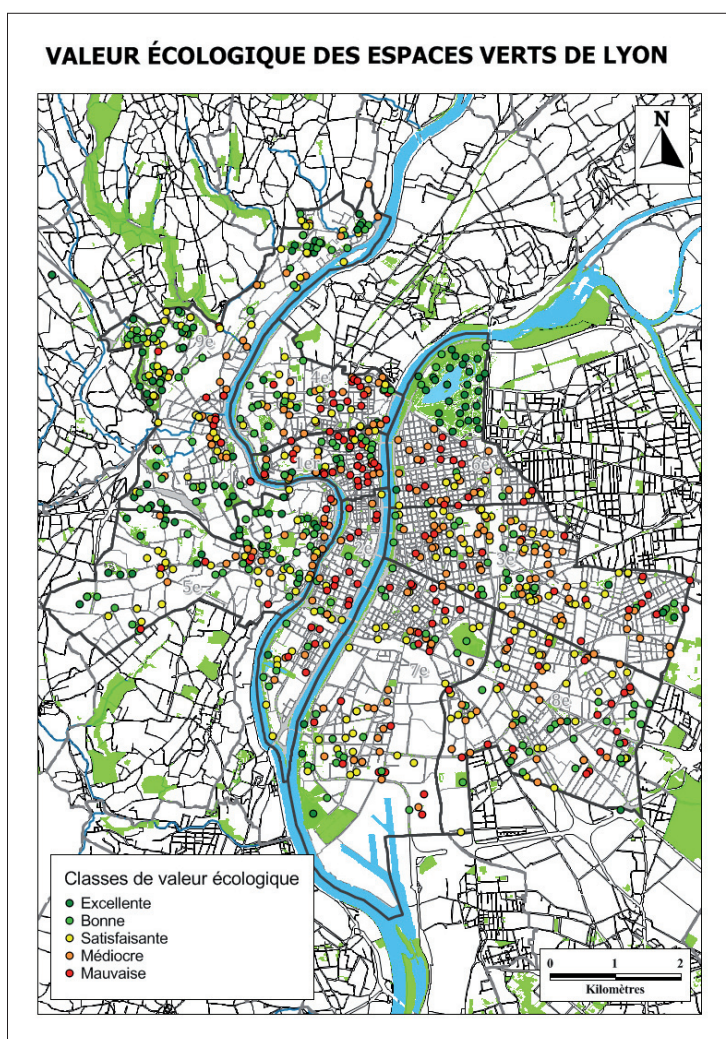 VALEUR ÉCOLOGIQUE DES ESPACES VERTS DE LYON
N
9e
4e
1er
6e
2e
3e
5e
7e
8e
Classes de valeur écologique
Excellente
Bonne
Satisfaisante
Médiocre
Mauvaise
0 1 2
Kilomètres